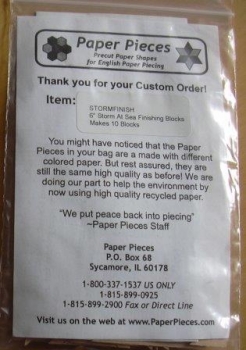 Paper Pieces
Precut Paper Shapes
for English Paper Piecing
Thank you for your Custom Order!
Item:
STORMFINISH
6" Storm At Sea Finishing Blocks
Makes 10 Blocks
You might have noticed that the Paper
Pieces in your bag are a made with different
colored paper. But rest assured, they are
still the same high quality as before! We are
doing our part to help the environment by
now using high quality recycled paper.
"We put peace back into piecing"
~Paper Pieces Staff
Paper Pieces
P.O. Box 68
Sycamore, IL 60178
1-800-337-1537 US ONLY
1-815-899-0925
1-815-899-2900 Fax or Direct Line
Visit us on the web at www.PaperPieces.com